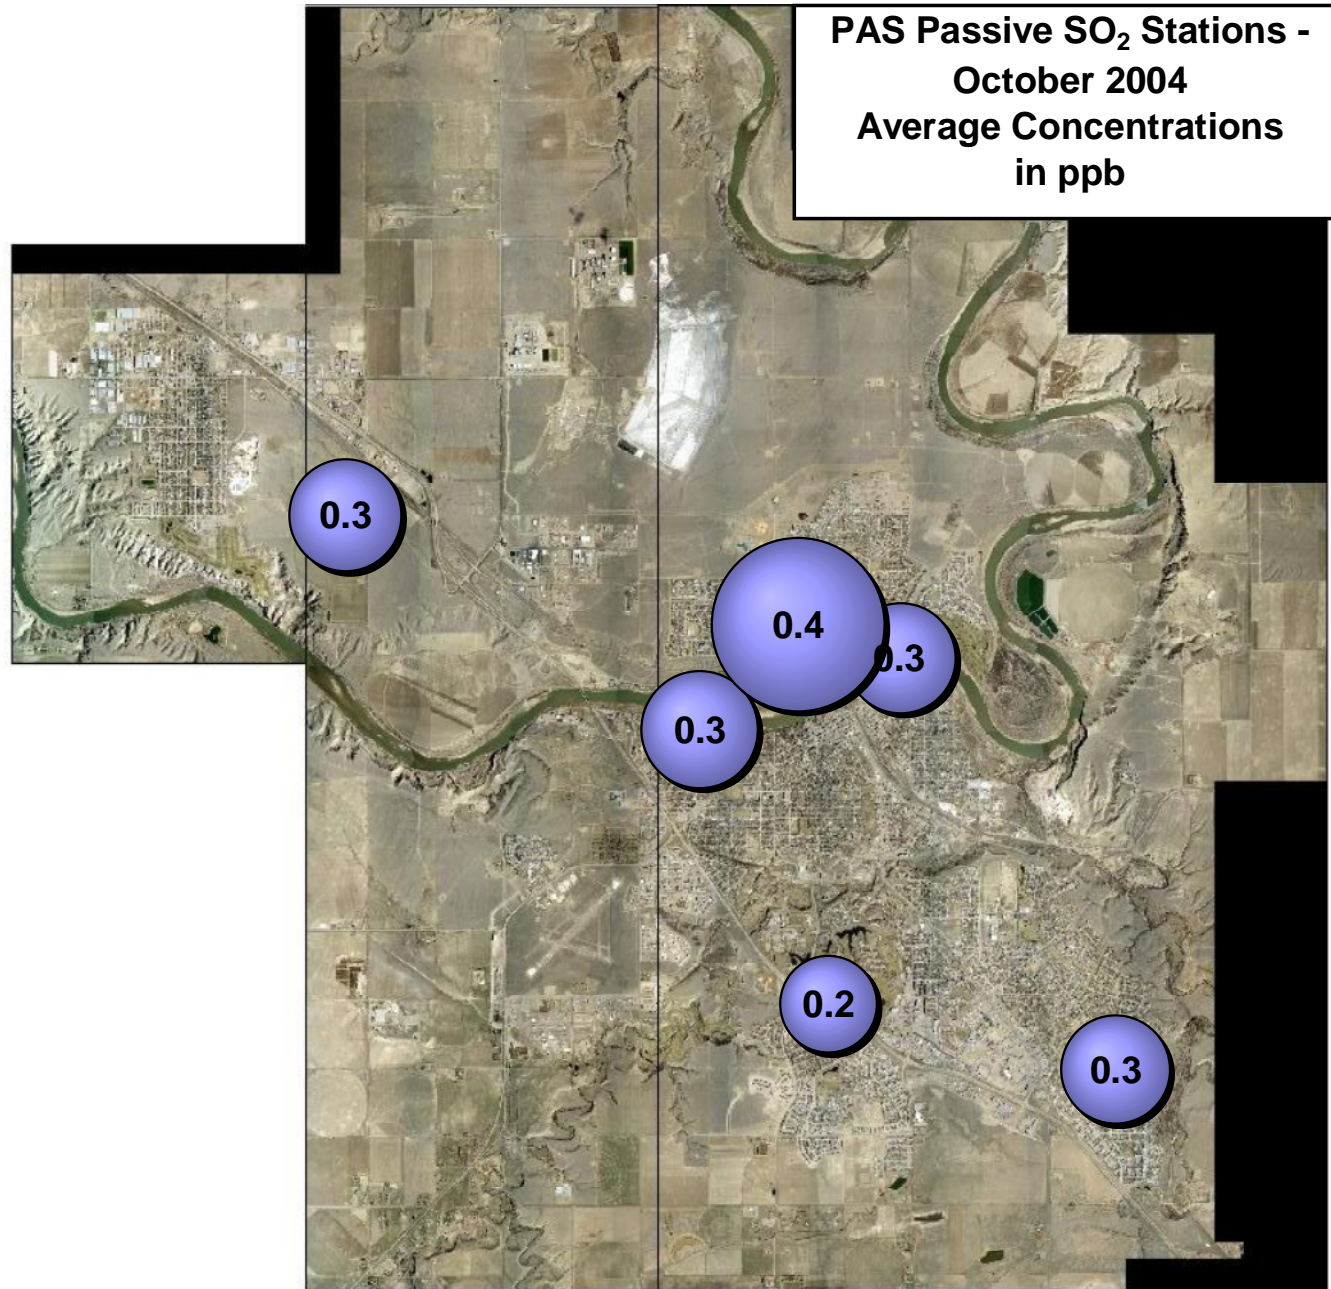 PAS Passive SO₂ Stations -
October 2004
Average Concentrations
in ppb
0.3
0.4
0.3
0.3
0.2
0.3